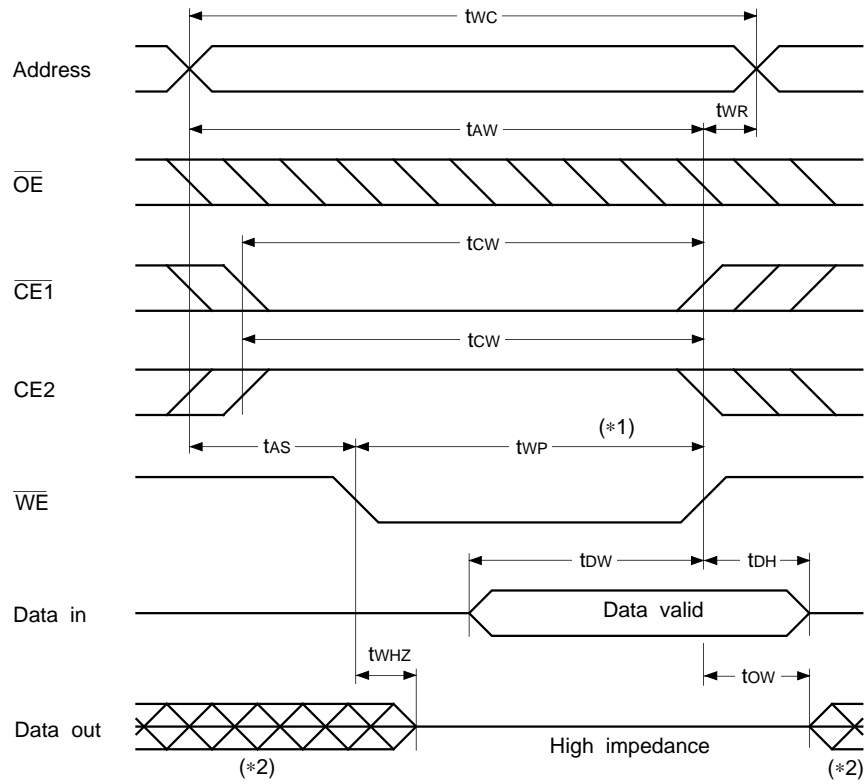 tWC
Address
tWR
tAW
OE
tCW
CE1
tCW
CE2
tAS
tWP
(∗1)
WE
tDW
tDH
Data in
Data valid
tWHZ
tOW
Data out
High impedance
(∗2)
(∗2)